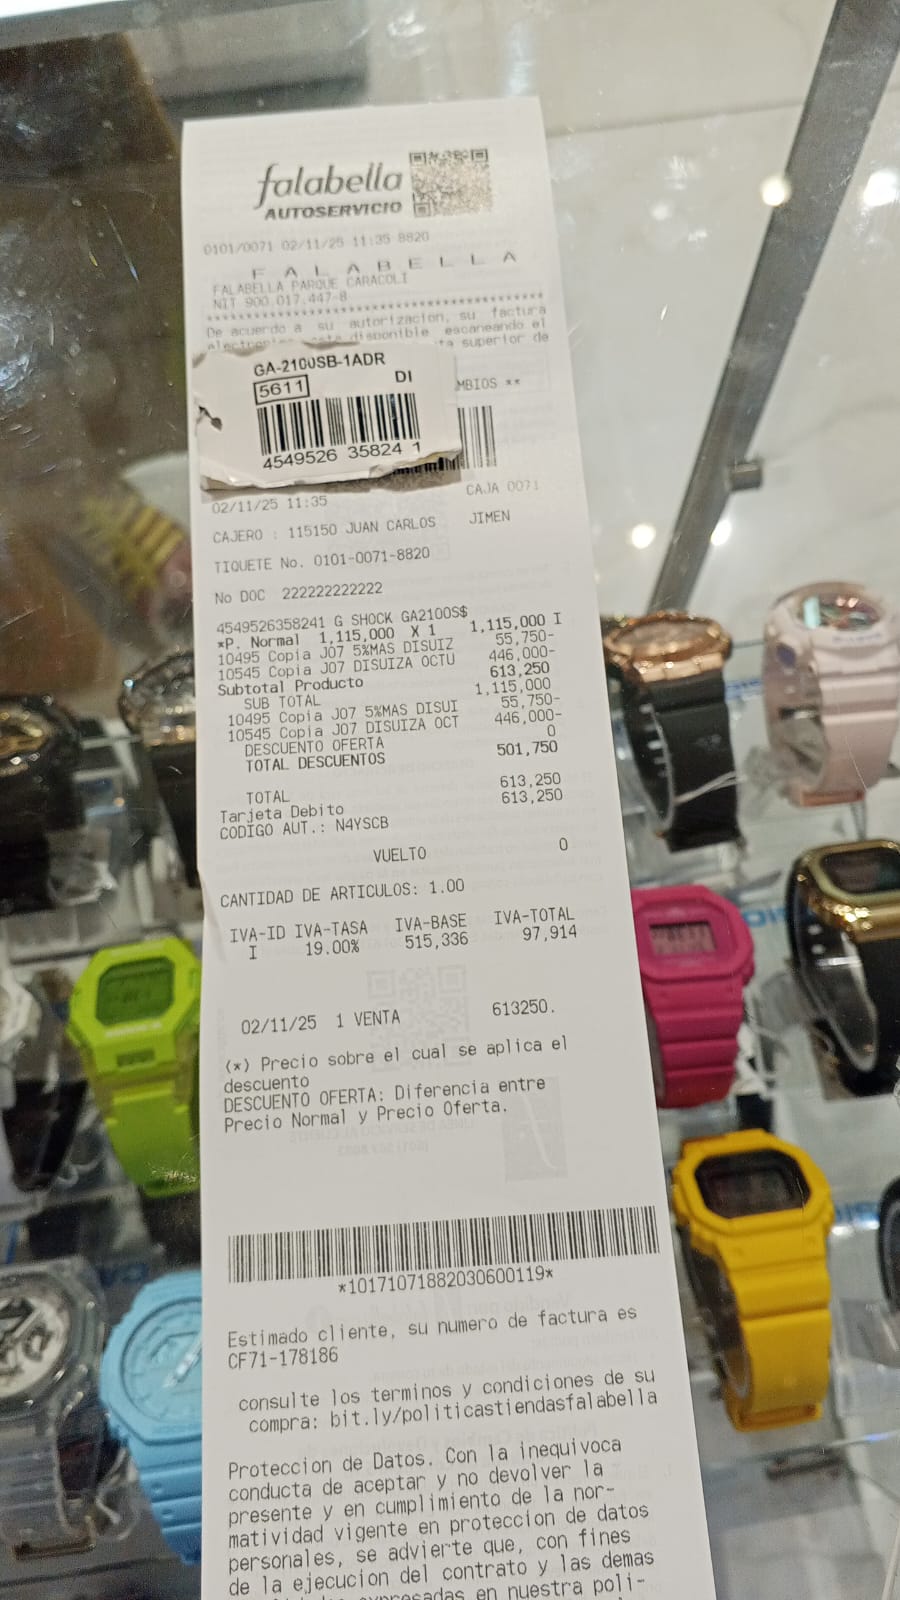 falabella
AUTOSERVICIO
0101/0071 02/11/25 11:35 8820
F A L A B E L L A
FALABELLA PARQUE CARACOLI
NIT 900.017.447-8
De acuerdo a su autorizacion, su factura
disponible escaneando el
superior de
GA-2100SB-1ADR
5611 DI
MBIOS **
4549526 35824 1
02/11/25 11:35 CAJA 0071
CAJERO : 115150 JUAN CARLOS JIMEN
TIQUETE No. 0101-0071-8820
No DOC 222222222222
4549526358241 G SHOCK GA2100S$
*P. Normal 1,115,000 X 1 1,115,000 I
10495 Copia J07 5%MAS DISUIZ 55,750-
10545 Copia J07 DISUIZA OCTU 446,000-
Subtotal Producto 613,250
SUB TOTAL 1,115,000
10495 Copia J07 5%MAS DISUI 55,750-
10545 Copia J07 DISUIZA OCT 446,000-
DESCUENTO OFERTA 0
TOTAL DESCUENTOS 501,750
TOTAL 613,250
Tarjeta Debito 613,250
CODIGO AUT.: N4YSCB
VUELTO 0
CANTIDAD DE ARTICULOS: 1.00
IVA-ID IVA-TASA IVA-BASE IVA-TOTAL
I 19.00% 515,336 97,914
02/11/25 1 VENTA 613250.
(*) Precio sobre el cual se aplica el
descuento
DESCUENTO OFERTA: Diferencia entre
Precio Normal y Precio Oferta.
*10171071882030600119*
Estimado cliente, su numero de factura es
CF71-178186
consulte los terminos y condiciones de su
compra: bit.ly/politicastiendasfalabella
Proteccion de Datos. Con la inequivoca
conducta de aceptar y no devolver la
presente y en cumplimiento de la nor-
matividad vigente en proteccion de datos
personales, se advierte que, con fines
de la ejecucion del contrato y las demas
expresadas en nuestra poli-